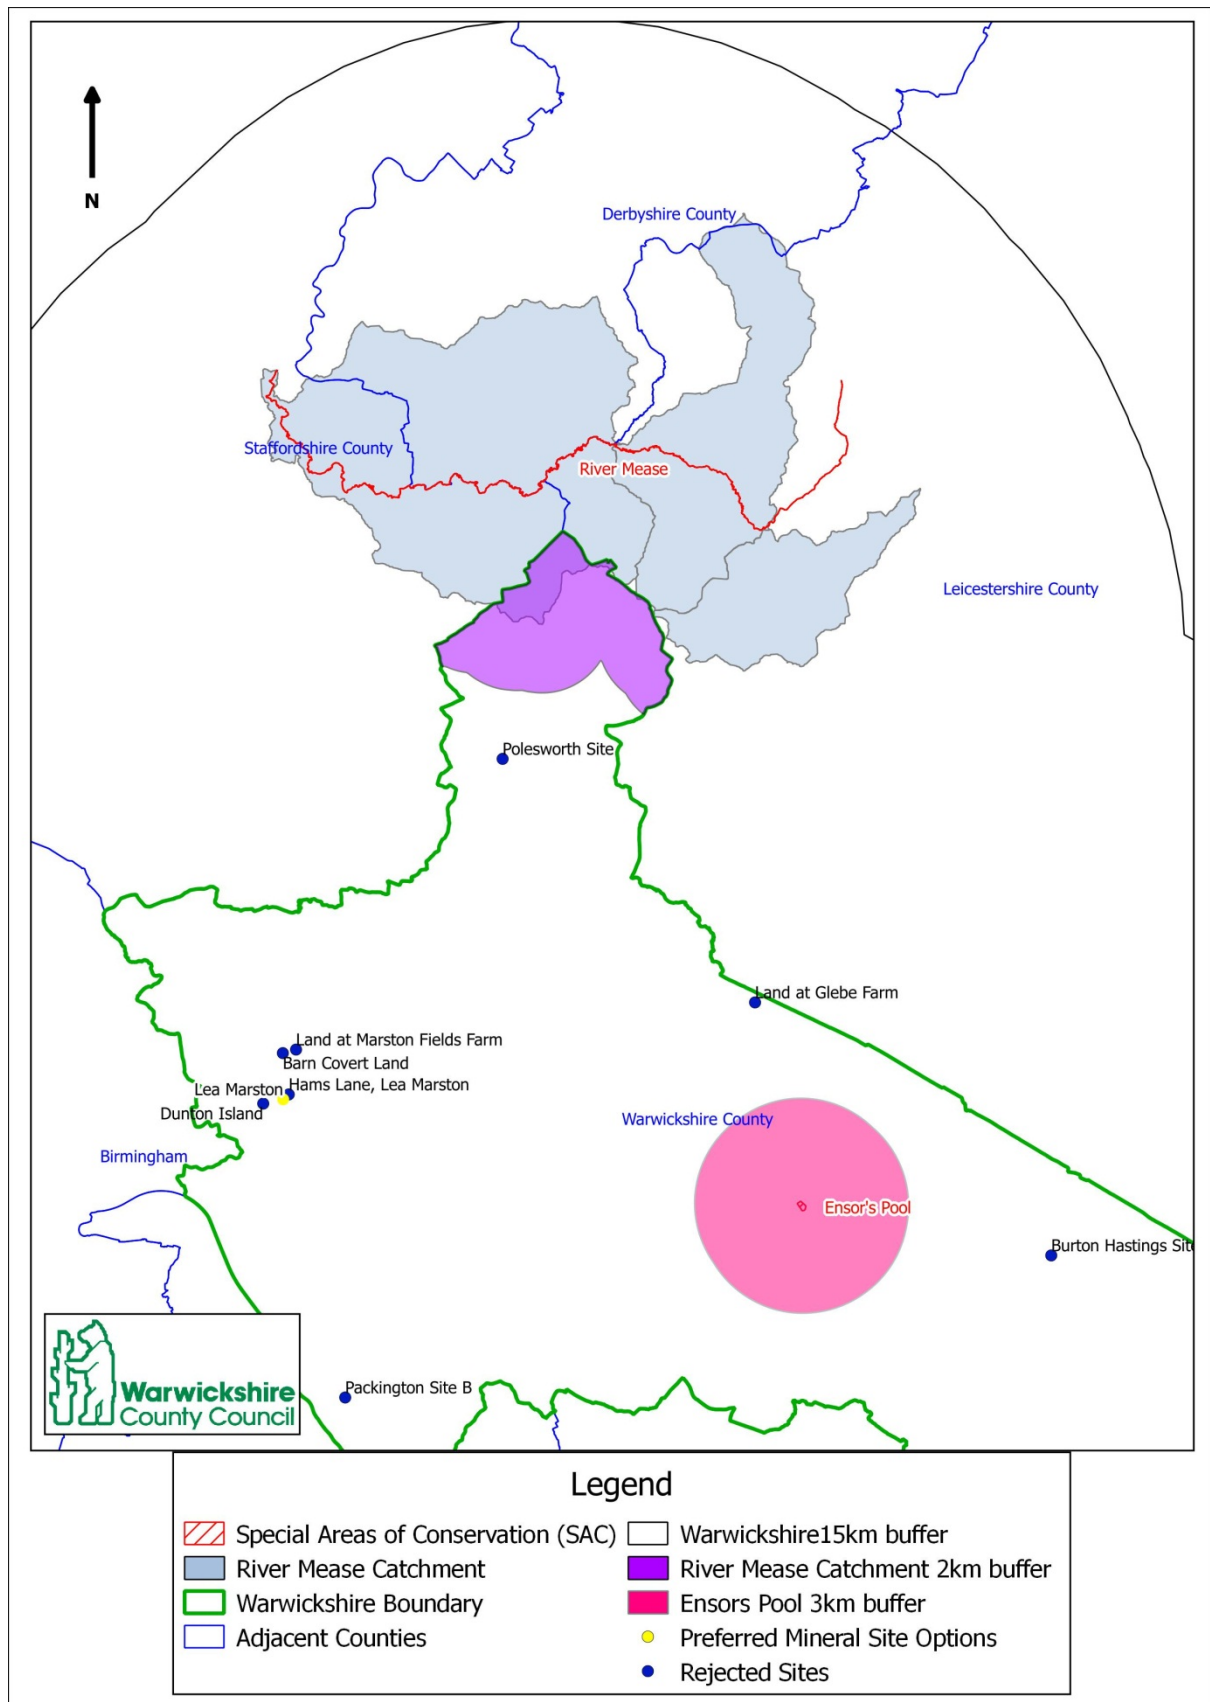 N
Derbyshire County
Staffordshire County
River Mease
Leicestershire County
Polesworth Site
Land at Glebe Farm
Land at Marston Fields Farm
Barn Covert Land
Lea Marston
Hams Lane, Lea Marston
Dunton Island
Warwickshire County
Birmingham
Ensor's Pool
Burton Hastings Site
Packington Site B
Warwickshire
County Council
Legend
Special Areas of Conservation (SAC)
Warwickshire15km buffer
River Mease Catchment
River Mease Catchment 2km buffer
Warwickshire Boundary
Ensors Pool 3km buffer
Adjacent Counties
Preferred Mineral Site Options
Rejected Sites